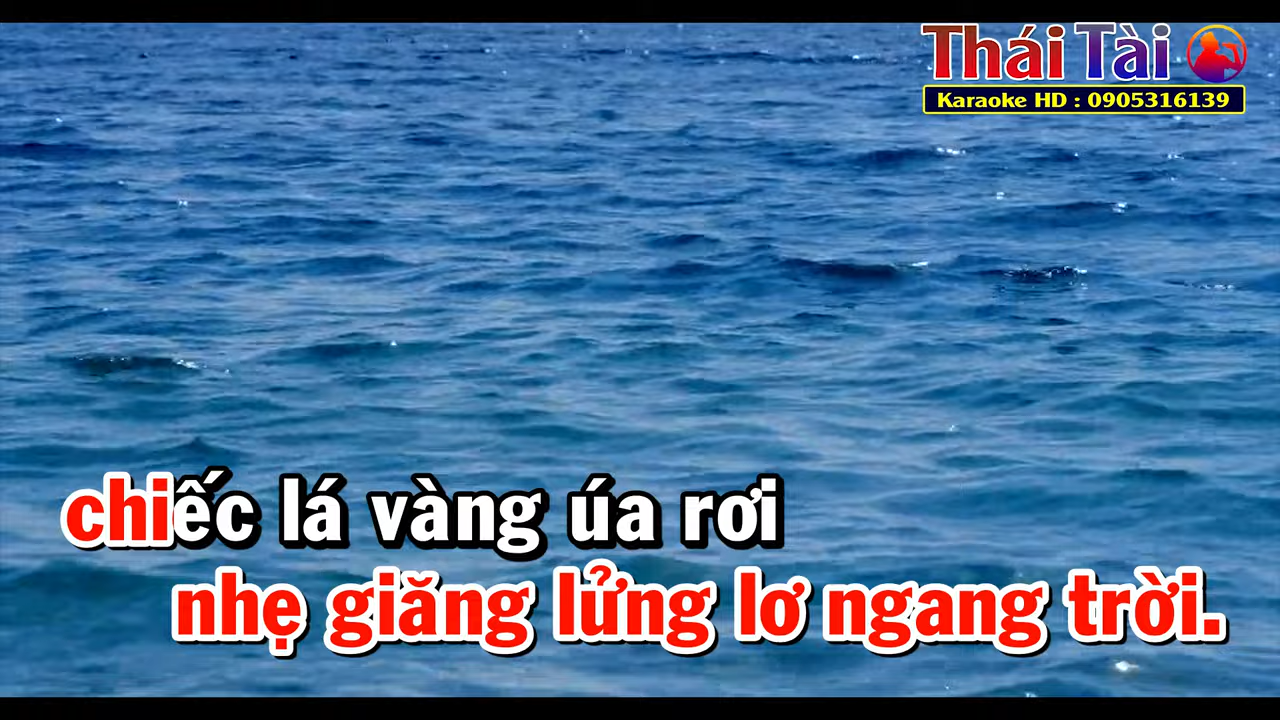 Thái Tài
Karaoke HD : 0905316139
chiếc lá vàng úa rơi
nhẹ giăng lửng lơ ngang trời.